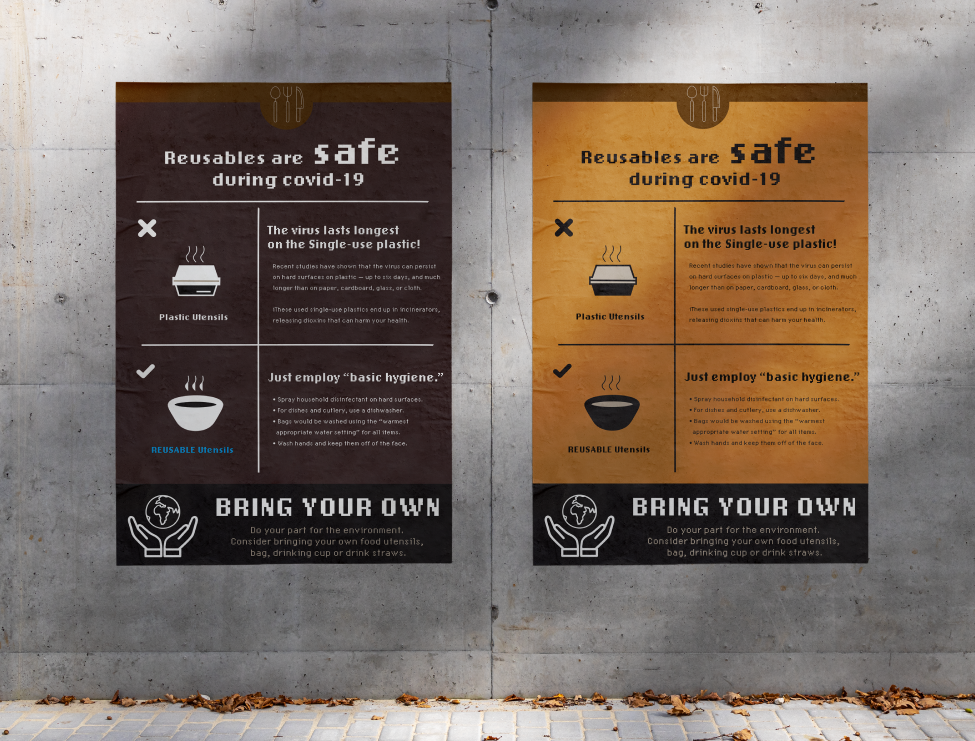 Reusables are safe
during covid-19
The virus lasts longest
on the Single-use plastic!
Recent studies have shown that the virus can persist
on hard surfaces on plastic — up to six days, and much
longer than on paper, cardboard, glass, or cloth.
These used single-use plastics end up in incinerators,
releasing dioxins that can harm your health.
Plastic Utensils
Just employ “basic hygiene.”
• Spray household disinfectant on hard surfaces.
• For dishes and cutlery, use a dishwasher.
• Bags would be washed using the “warmest
appropriate water setting” for all items.
• Wash hands and keep them off of the face.
REUSABLE Utensils
BRING YOUR OWN
Do your part for the environment.
Consider bringing your own food utensils,
bag, drinking cup or drink straws.
Reusables are safe
during covid-19
The virus lasts longest
on the Single-use plastic!
Recent studies have shown that the virus can persist
on hard surfaces on plastic — up to six days, and much
longer than on paper, cardboard, glass, or cloth.
These used single-use plastics end up in incinerators,
releasing dioxins that can harm your health.
Plastic Utensils
Just employ “basic hygiene.”
• Spray household disinfectant on hard surfaces.
• For dishes and cutlery, use a dishwasher.
• Bags would be washed using the “warmest
appropriate water setting” for all items.
• Wash hands and keep them off of the face.
REUSABLE Utensils
BRING YOUR OWN
Do your part for the environment.
Consider bringing your own food utensils,
bag, drinking cup or drink straws.